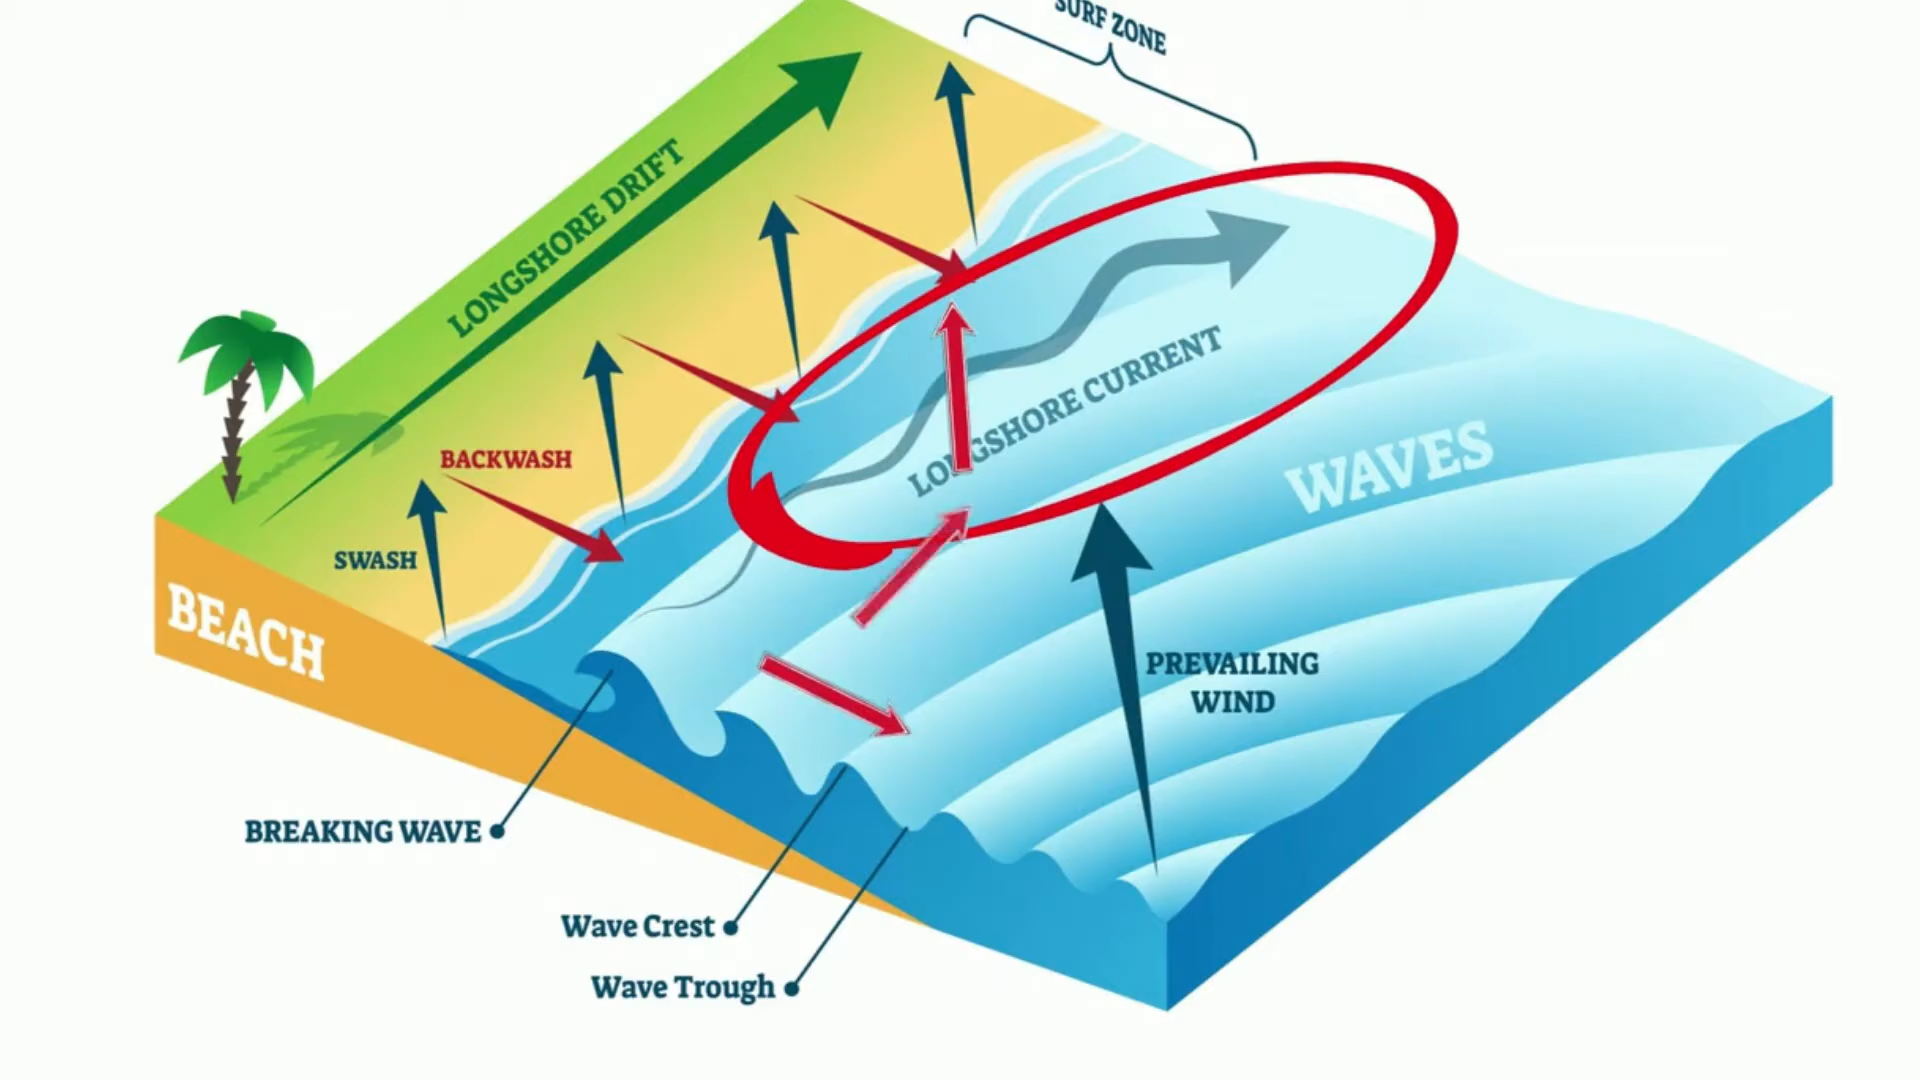 SURF ZONE
LONGSHORE DRIFT
LONGSHORE CURRENT
WAVES
BACKWASH
SWASH
BEACH
PREVAILING
WIND
BREAKING WAVE
Wave Crest
Wave Trough